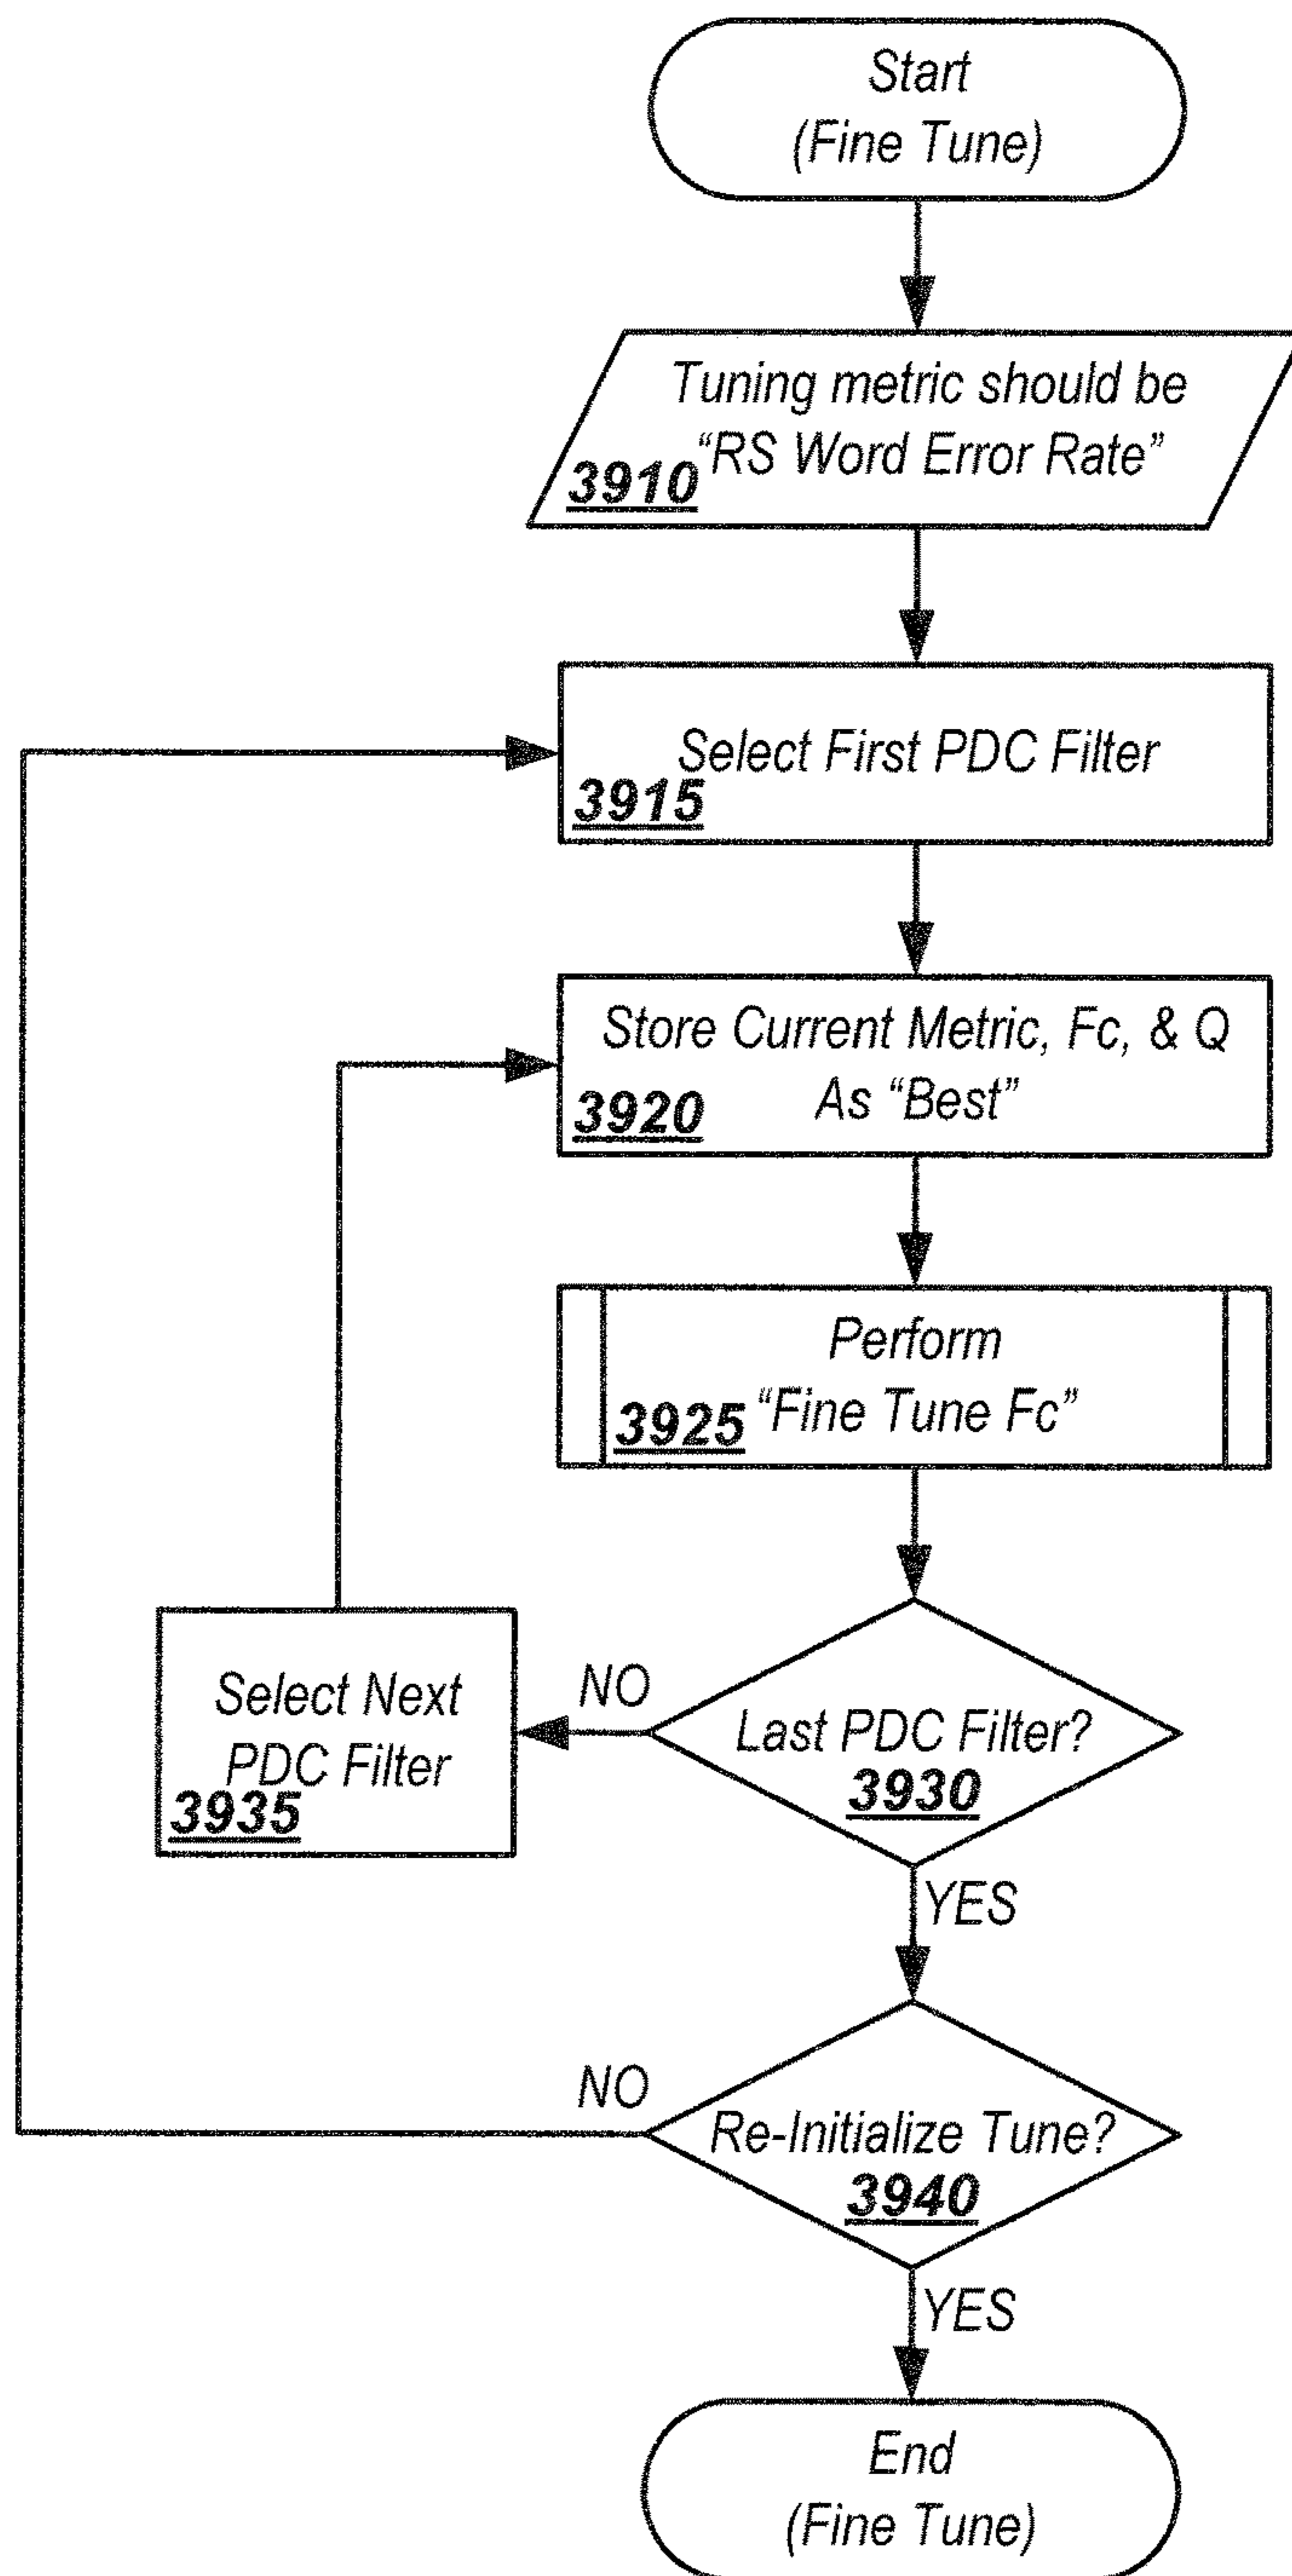 Start
(Fine Tune)
Tuning metric should be
“RS Word Error Rate”
3910
Select First PDC Filter
3915
Store Current Metric, Fc, & Q
As “Best”
3920
Perform
“Fine Tune Fc”
3925
Last PDC Filter?
3930
NO
Select Next
PDC Filter
3935
YES
Re-Initialize Tune?
3940
NO
YES
End
(Fine Tune)